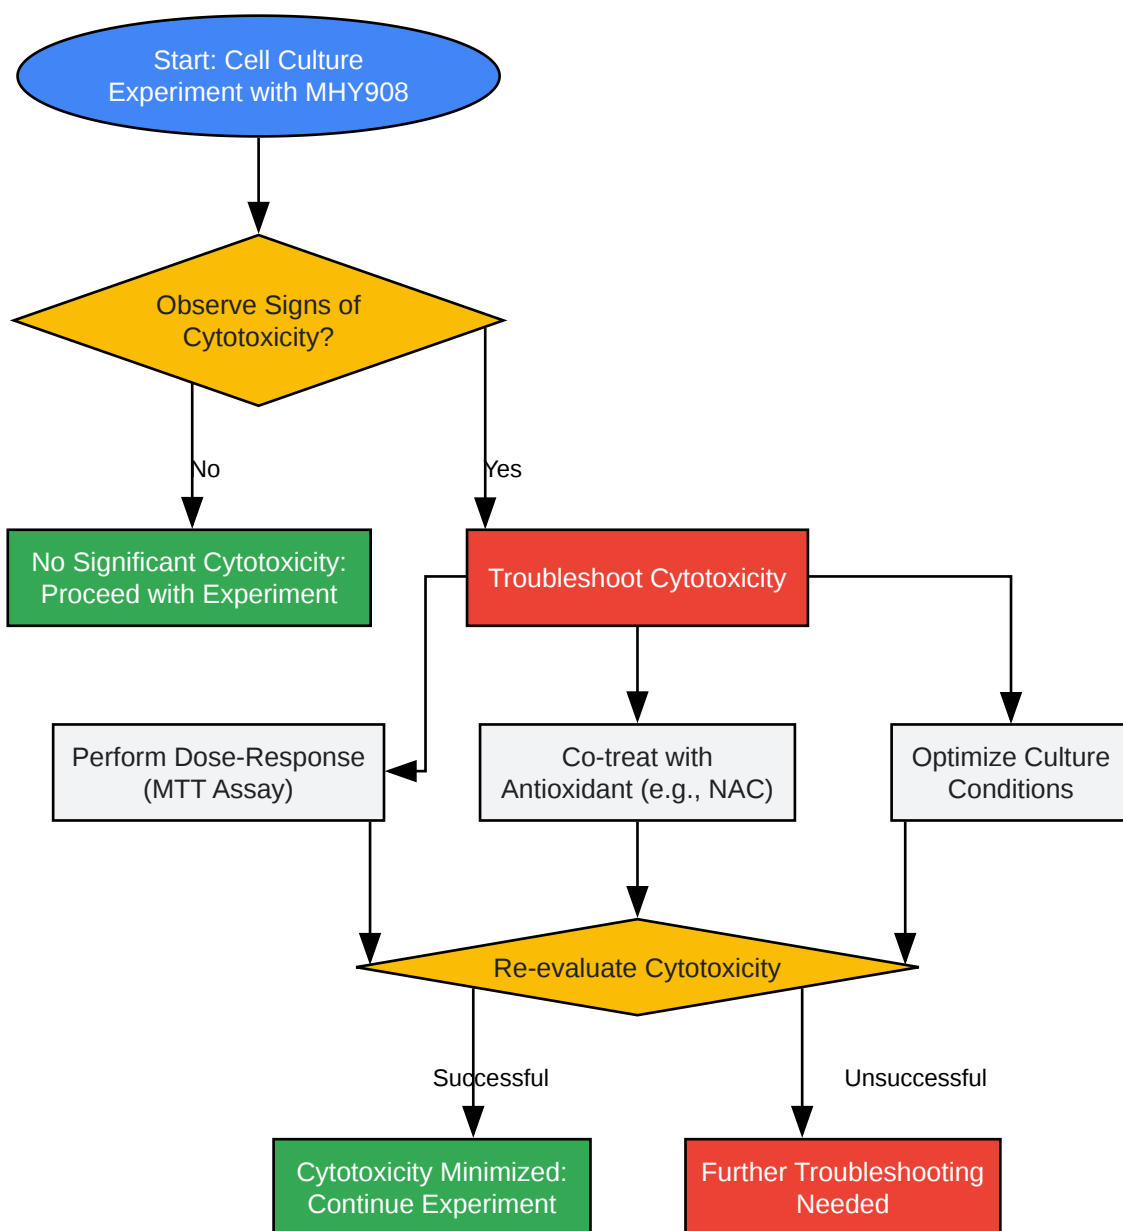 Start: Cell Culture
Experiment with MHY908
Observe Signs of
Cytotoxicity?
No
Yes
No Significant Cytotoxicity:
Proceed with Experiment
Troubleshoot Cytotoxicity
Perform Dose-Response
(MTT Assay)
Co-treat with
Antioxidant (e.g., NAC)
Optimize Culture
Conditions
Re-evaluate Cytotoxicity
Successful
Unsuccessful
Cytotoxicity Minimized:
Continue Experiment
Further Troubleshooting
Needed